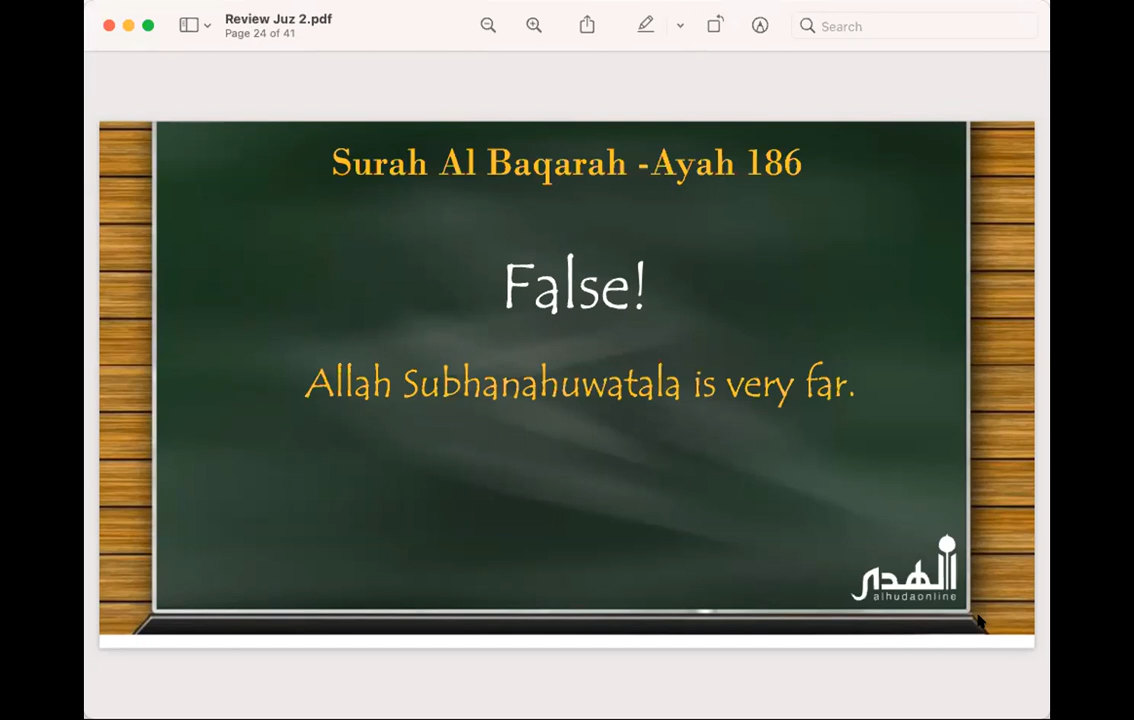 Review Juz 2.pdf
Page 24 of 41
Search
Surah Al Baqarah -Ayah 186
False!
Allah Subhanahuwatala is very far.
الهدى
alhudaonline